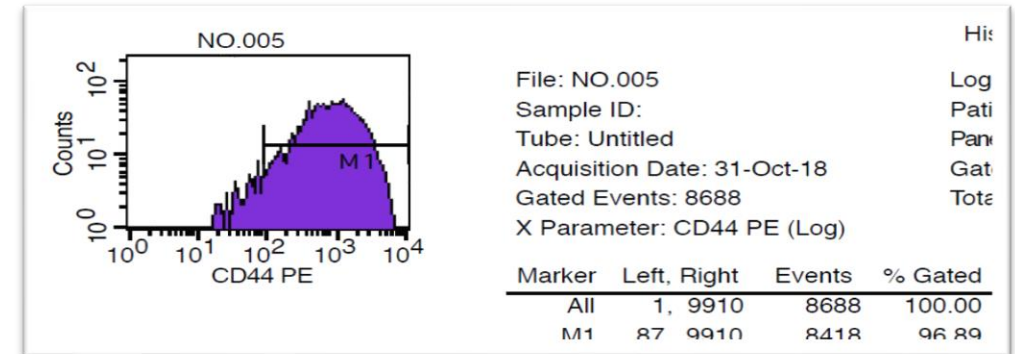 NO.005
Counts
10^2
10^1
10^0
M1
10^0 10^1 10^2 10^3 10^4
CD44 PE
File: NO.005
Sample ID:
Tube: Untitled
Acquisition Date: 31-Oct-18
Gated Events: 8688
X Parameter: CD44 PE (Log)
Log
Marker Left, Right Events % Gated
All 1, 9910 8688 100.00
M1 87, 9910 8418 96.89